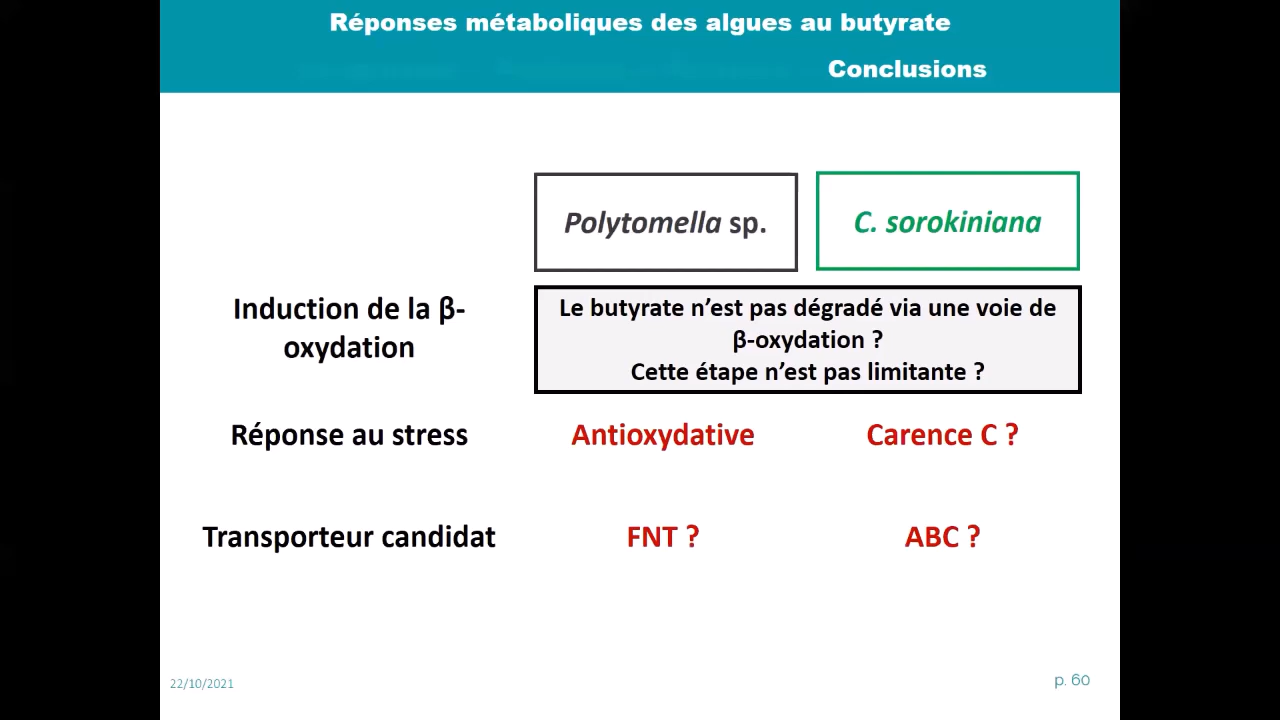 Réponses métaboliques des algues au butyrate
Conclusions
Polytomella sp.
C. sorokiniana
Induction de la β-
oxydation
Le butyrate n’est pas dégradé via une voie de
β-oxydation ?
Cette étape n’est pas limitante ?
Réponse au stress
Antioxydative
Carence C ?
Transporteur candidat
FNT ?
ABC ?
22/10/2021
p. 60